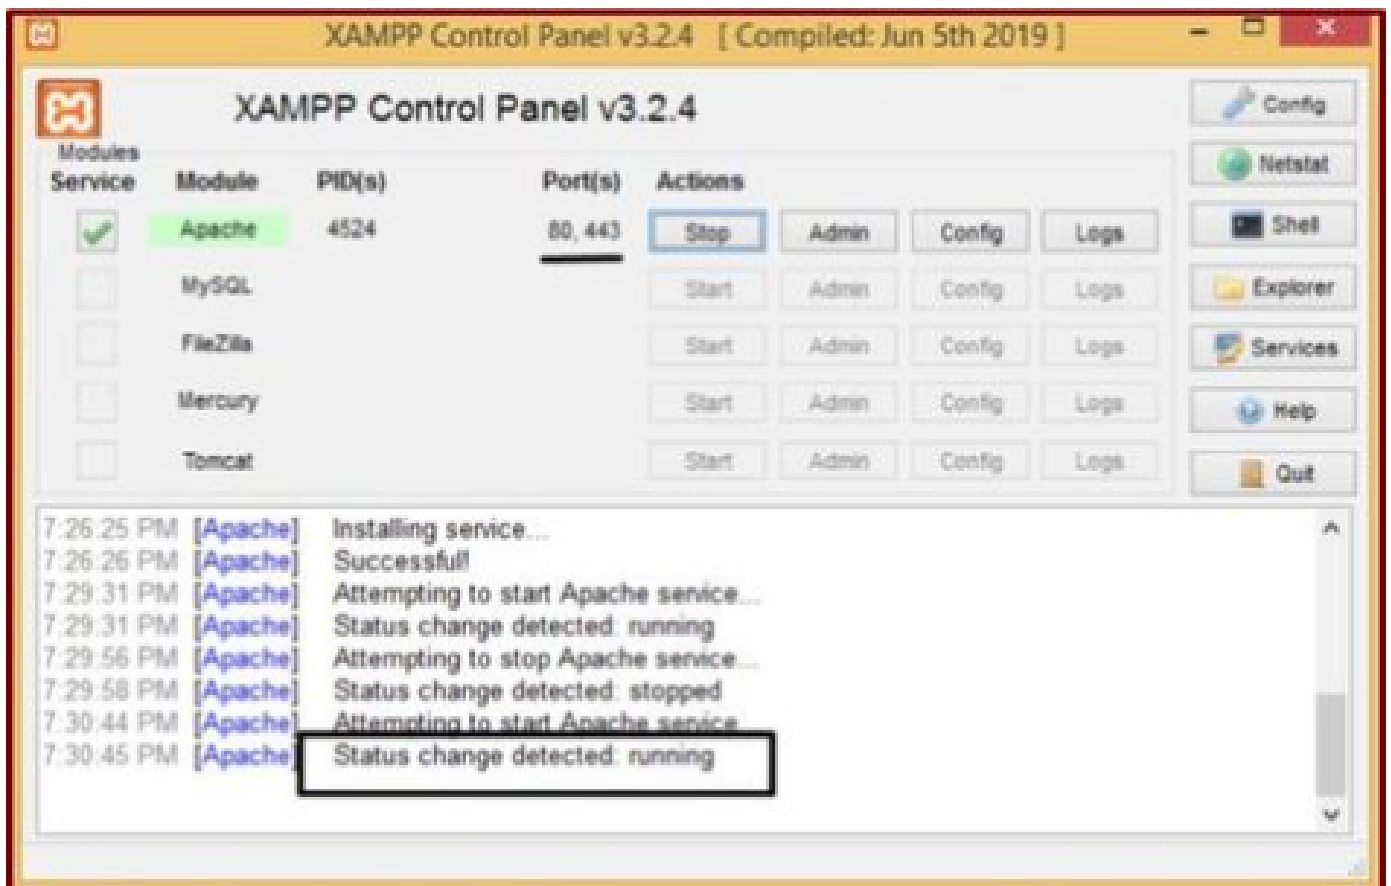 XAMPP Control Panel v3.2.4 [ Compiled: Jun 5th 2019 ]
XAMPP Control Panel v3.2.4
Config
Netstat
Shell
Explorer
Services
Help
Quit
Modules
Service Module PID(s) Port(s) Actions
Apache 4524 80, 443 Stop Admin Config Logs
MySQL Start Admin Config Logs
FileZilla Start Admin Config Logs
Mercury Start Admin Config Logs
Tomcat Start Admin Config Logs
7:26:25 PM [Apache] Installing service...
7:26:26 PM [Apache] Successful!
7:29:31 PM [Apache] Attempting to start Apache service...
7:29:31 PM [Apache] Status change detected: running
7:29:56 PM [Apache] Attempting to stop Apache service...
7:29:58 PM [Apache] Status change detected: stopped
7:30:44 PM [Apache] Attempting to start Apache service...
7:30:45 PM [Apache] Status change detected: running